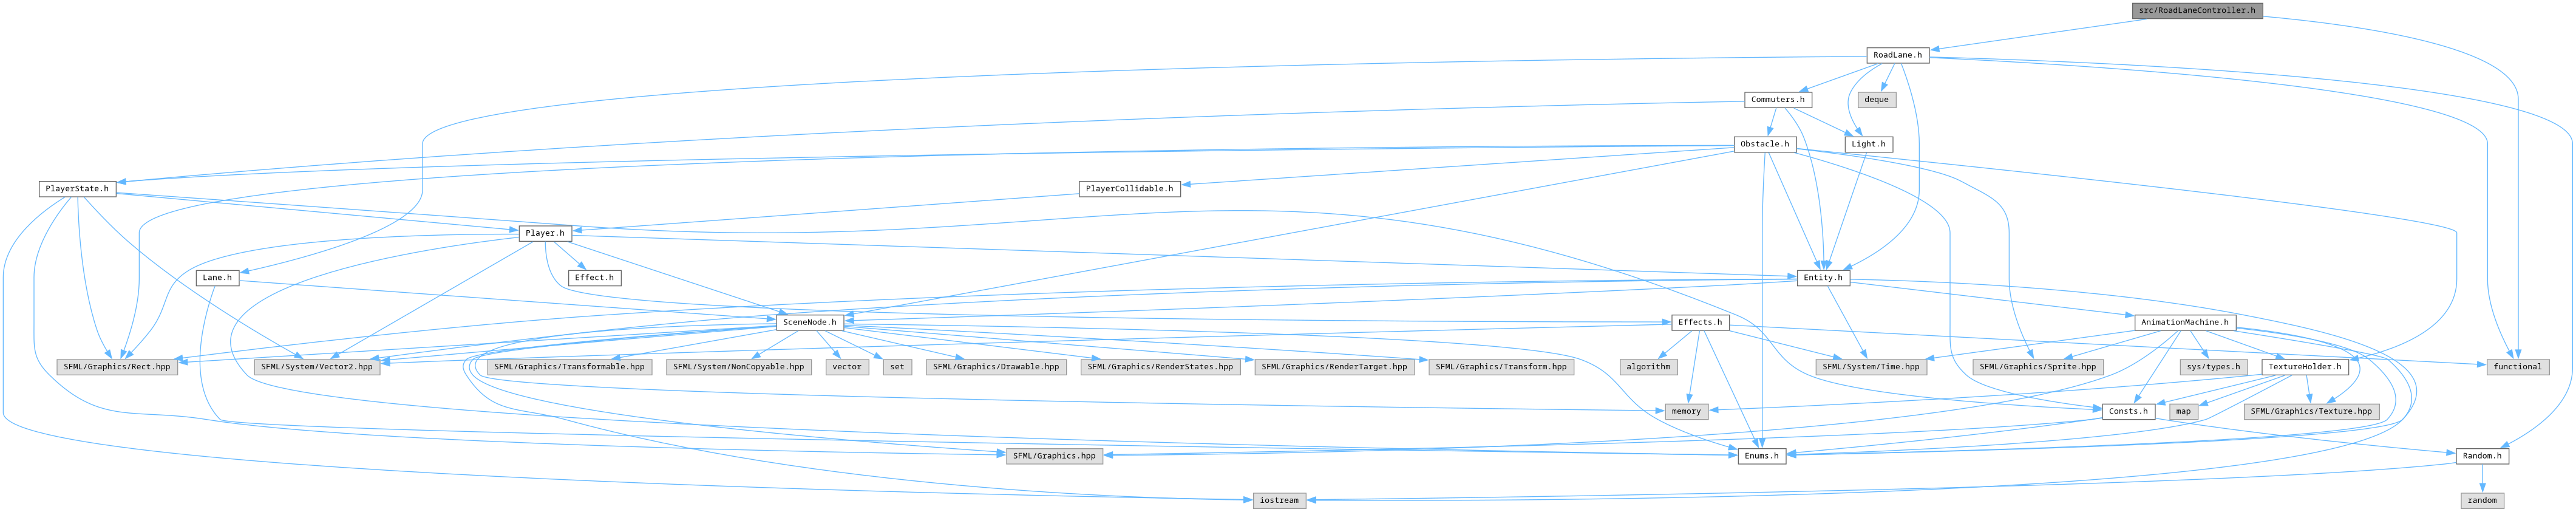 src/RoadLaneController.h
RoadLane.h
Commuters.h
deque
Obstacle.h
Light.h
PlayerState.h
PlayerCollidable.h
Player.h
Lane.h
Effect.h
Entity.h
SceneNode.h
Effects.h
AnimationMachine.h
SFML/Graphics/Rect.hpp
SFML/System/Vector2.hpp
SFML/Graphics/Transformable.hpp
SFML/System/NonCopyable.hpp
vector
set
SFML/Graphics/Drawable.hpp
SFML/Graphics/RenderStates.hpp
SFML/Graphics/RenderTarget.hpp
SFML/Graphics/Transform.hpp
algorithm
SFML/System/Time.hpp
SFML/Graphics/Sprite.hpp
sys/types.h
TextureHolder.h
functional
memory
Consts.h
map
SFML/Graphics/Texture.hpp
SFML/Graphics.hpp
Enums.h
Random.h
iostream
random